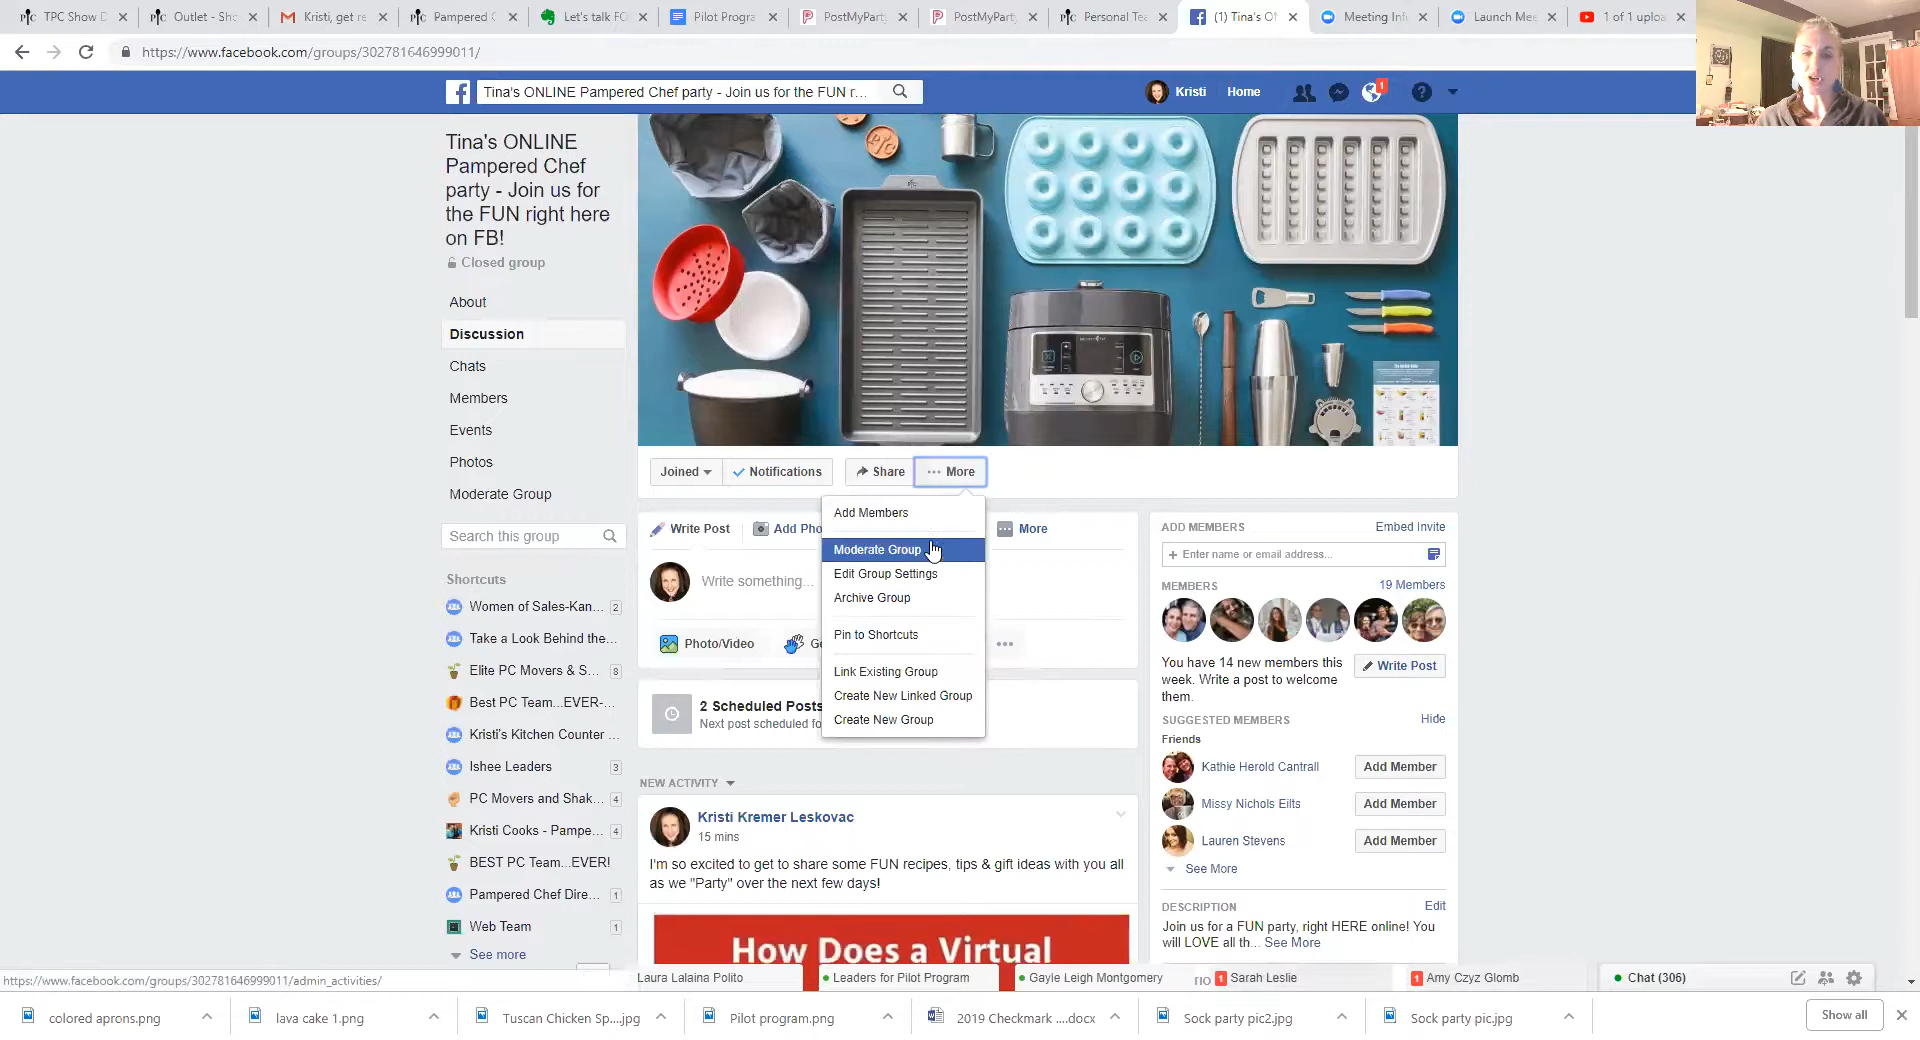 TPC Show D
Outlet - Sho
Kristi, get re
Pampered C
Let's talk FO
Pilot Progra
PostMyParty
PostMyParty
Personal Tea
(1) Tina's ON
Meeting Inf
Launch Mee
1 of 1 uploa
https://www.facebook.com/groups/302781646999011/
Tina's ONLINE Pampered Chef party - Join us for the FUN r...
Kristi
Home
1
Tina's ONLINE
Pampered Chef
party - Join us for
the FUN right here
on FB!
Closed group
About
Discussion
Chats
Members
Events
Photos
Moderate Group
Search this group
Shortcuts
Women of Sales-Kan... 2
Take a Look Behind the...
Elite PC Movers & S... 8
Best PC Team...EVER-...
Kristi's Kitchen Counter ...
Ishee Leaders 3
PC Movers and Shak... 4
Kristi Cooks - Pampe... 4
BEST PC Team...EVER!
Pampered Chef Dire... 1
Web Team 1
See more
Joined
Notifications
Share
More
Add Members
Moderate Group
Edit Group Settings
Archive Group
Pin to Shortcuts
Link Existing Group
Create New Linked Group
Create New Group
Write Post
Add Pho
More
Write something...
Photo/Video
2 Scheduled Posts
Next post scheduled fo
NEW ACTIVITY
Kristi Kremer Leskovac
15 mins
I'm so excited to get to share some FUN recipes, tips & gift ideas with you all
as we "Party" over the next few days!
How Does a Virtual
ADD MEMBERS
Embed Invite
+ Enter name or email address...
MEMBERS
19 Members
You have 14 new members this
week. Write a post to welcome
them.
Write Post
SUGGESTED MEMBERS
Hide
Friends
Kathie Herold Cantrall
Add Member
Missy Nichols Eilts
Add Member
Lauren Stevens
Add Member
See More
DESCRIPTION
Edit
Join us for a FUN party, right HERE online! You
will LOVE all th... See More
https://www.facebook.com/groups/302781646999011/admin_activities/
Laura Lalaina Polito
Leaders for Pilot Program
Gayle Leigh Montgomery
1 Sarah Leslie
1 Amy Czyz Glomb
Chat (306)
colored aprons.png
lava cake 1.png
Tuscan Chicken Sp....jpg
Pilot program.png
2019 Checkmark ....docx
Sock party pic2.jpg
Sock party pic.jpg
Show all